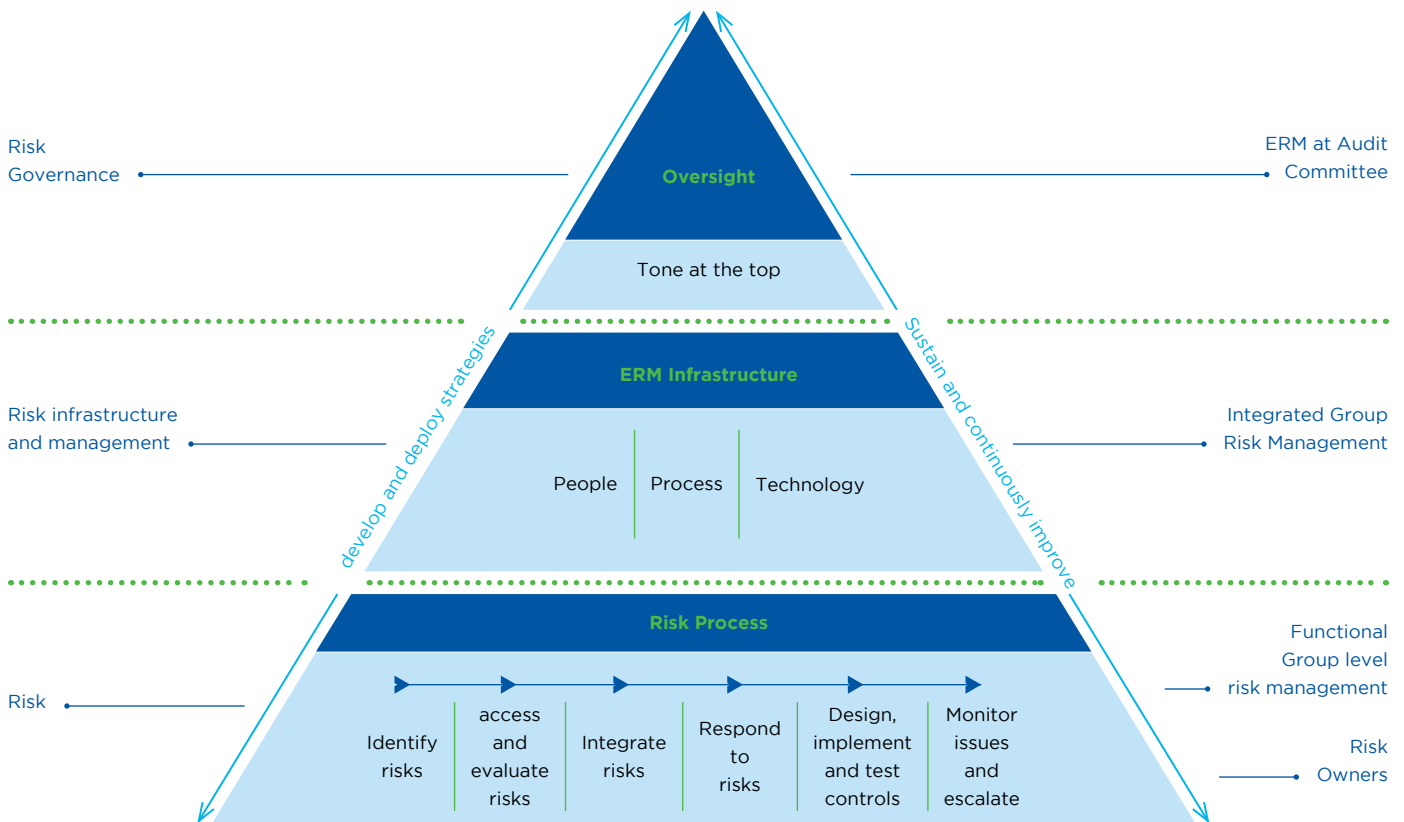 Risk
Governance
Oversight
ERM at Audit
Committee
Tone at the top
develop and deploy strategies
Sustain and continuously improve
ERM Infrastructure
Risk infrastructure
and management
People
Process
Technology
Integrated Group
Risk Management
Risk Process
Risk
Identify
risks
access
and
evaluate
risks
Integrate
risks
Respond
to
risks
Design,
implement
and test
controls
Monitor
issues
and
escalate
Functional
Group level
risk management
Risk
Owners